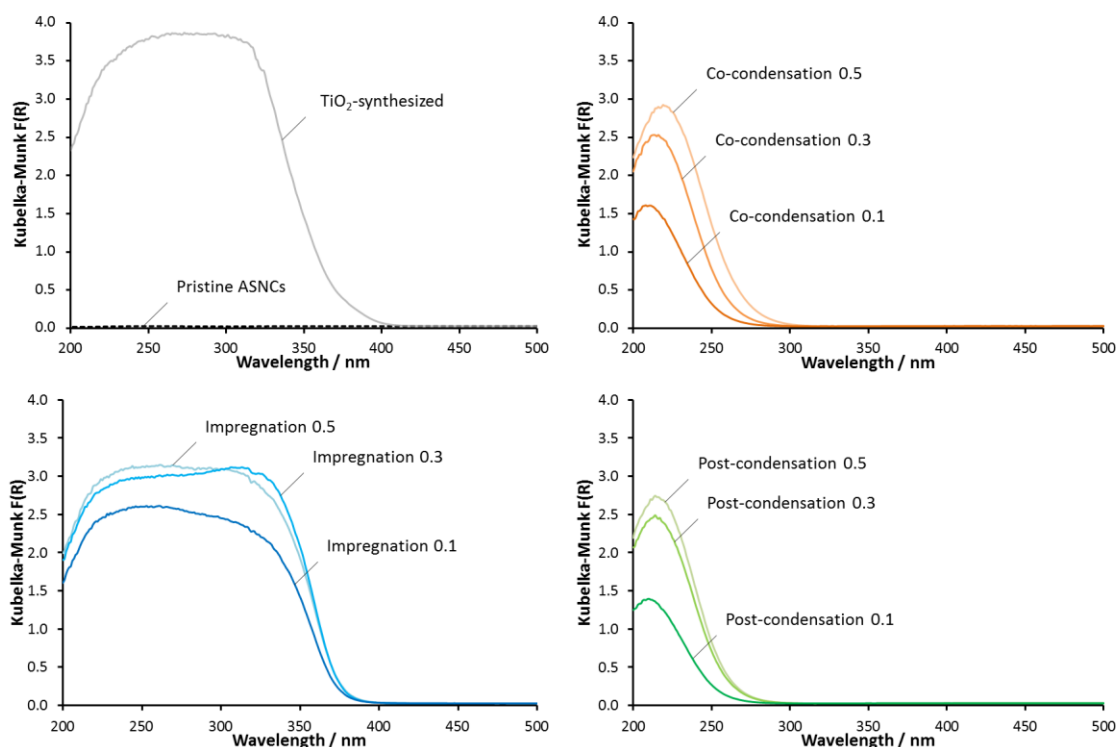 Kubelka-Munk F(R)
4.0
3.5
3.0
2.5
2.0
1.5
1.0
0.5
0.0
TiO₂-synthesized
Pristine ASNCs
200 250 300 350 400 450 500
Wavelength / nm
Kubelka-Munk F(R)
4.0
3.5
3.0
2.5
2.0
1.5
1.0
0.5
0.0
Co-condensation 0.5
Co-condensation 0.3
Co-condensation 0.1
200 250 300 350 400 450 500
Wavelength / nm
Kubelka-Munk F(R)
4.0
3.5
3.0
2.5
2.0
1.5
1.0
0.5
0.0
Impregnation 0.5
Impregnation 0.3
Impregnation 0.1
200 250 300 350 400 450 500
Wavelength / nm
Kubelka-Munk F(R)
4.0
3.5
3.0
2.5
2.0
1.5
1.0
0.5
0.0
Post-condensation 0.5
Post-condensation 0.3
Post-condensation 0.1
200 250 300 350 400 450 500
Wavelength / nm